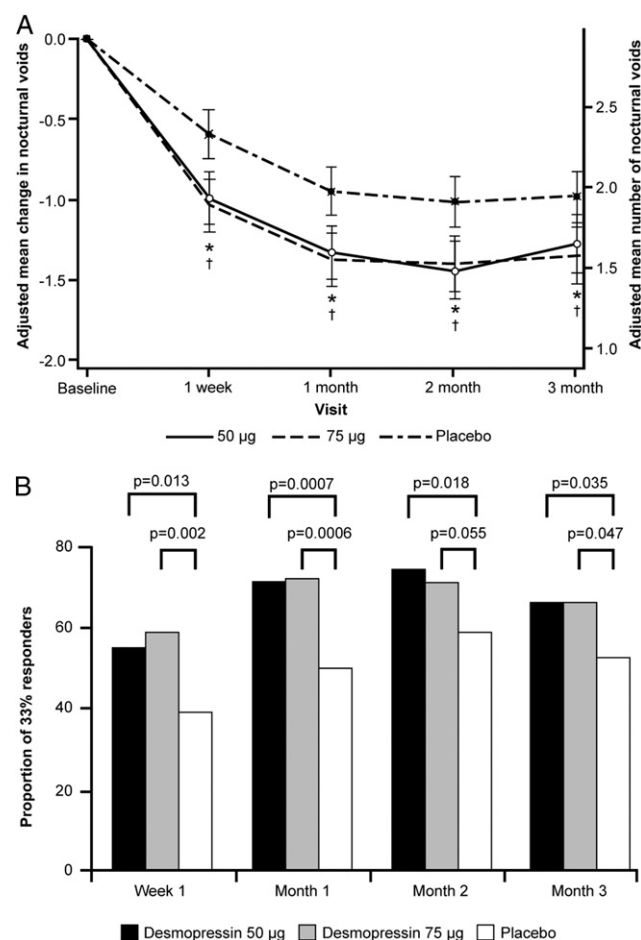 A
Adjusted mean change in nocturnal voids
0.0
-0.5
-1.0
-1.5
-2.0
Adjusted mean number of nocturnal voids
2.5
2.0
1.5
1.0
*
†
*
†
*
†
*
†
Baseline 1 week 1 month 2 month 3 month
Visit
50 µg 75 µg Placebo
B
p=0.013 p=0.0007 p=0.018 p=0.035
p=0.002 p=0.0006 p=0.055 p=0.047
Proportion of 33% responders
80
60
40
20
0
Week 1 Month 1 Month 2 Month 3
Desmopressin 50 µg Desmopressin 75 µg Placebo